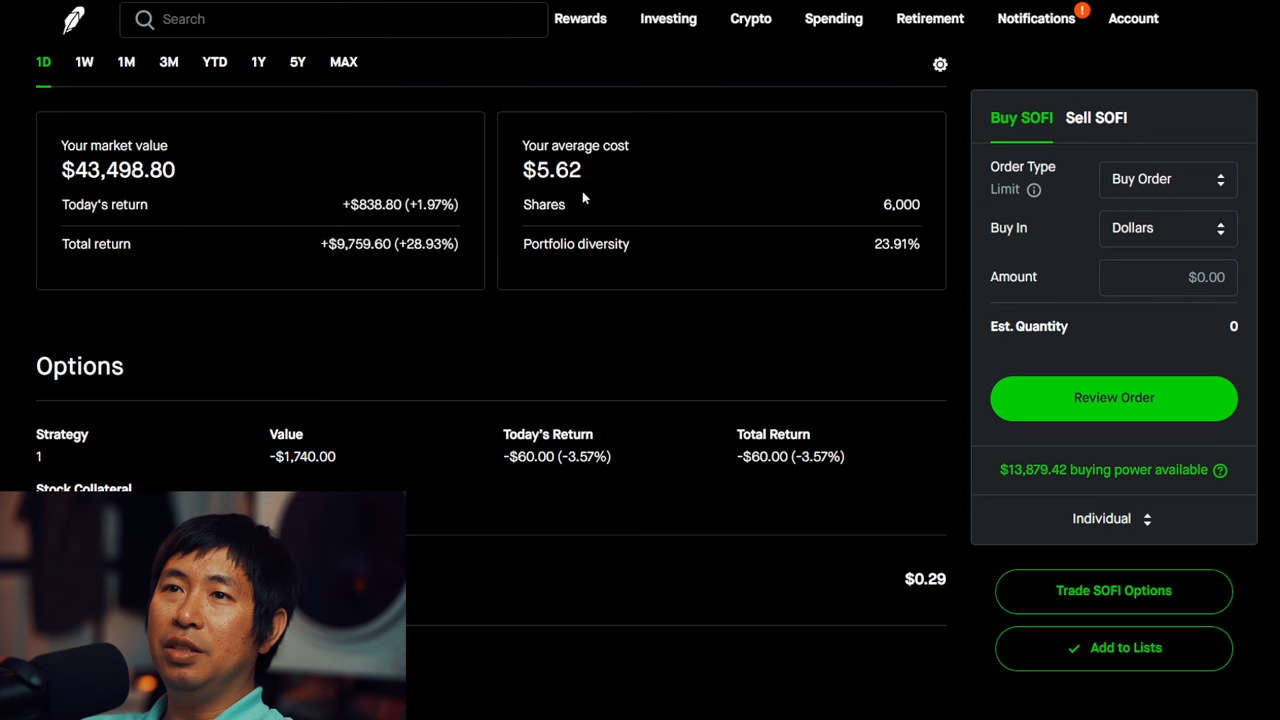 Search
Rewards
Investing
Crypto
Spending
Retirement
Notifications
!
Account
1D
1W
1M
3M
YTD
1Y
5Y
MAX
Your market value
$43,498.80
Today's return
+$838.80 (+1.97%)
Total return
+$9,759.60 (+28.93%)
Your average cost
$5.62
Shares
6,000
Portfolio diversity
23.91%
Buy SOFI
Sell SOFI
Order Type
Limit
Buy Order
Buy In
Dollars
Amount
$0.00
Est. Quantity
0
Review Order
$13,879.42 buying power available
Individual
Trade SOFI Options
Add to Lists
Options
Strategy
Value
Today's Return
Total Return
1
-$1,740.00
-$60.00 (-3.57%)
-$60.00 (-3.57%)
Stock Collateral
$0.29